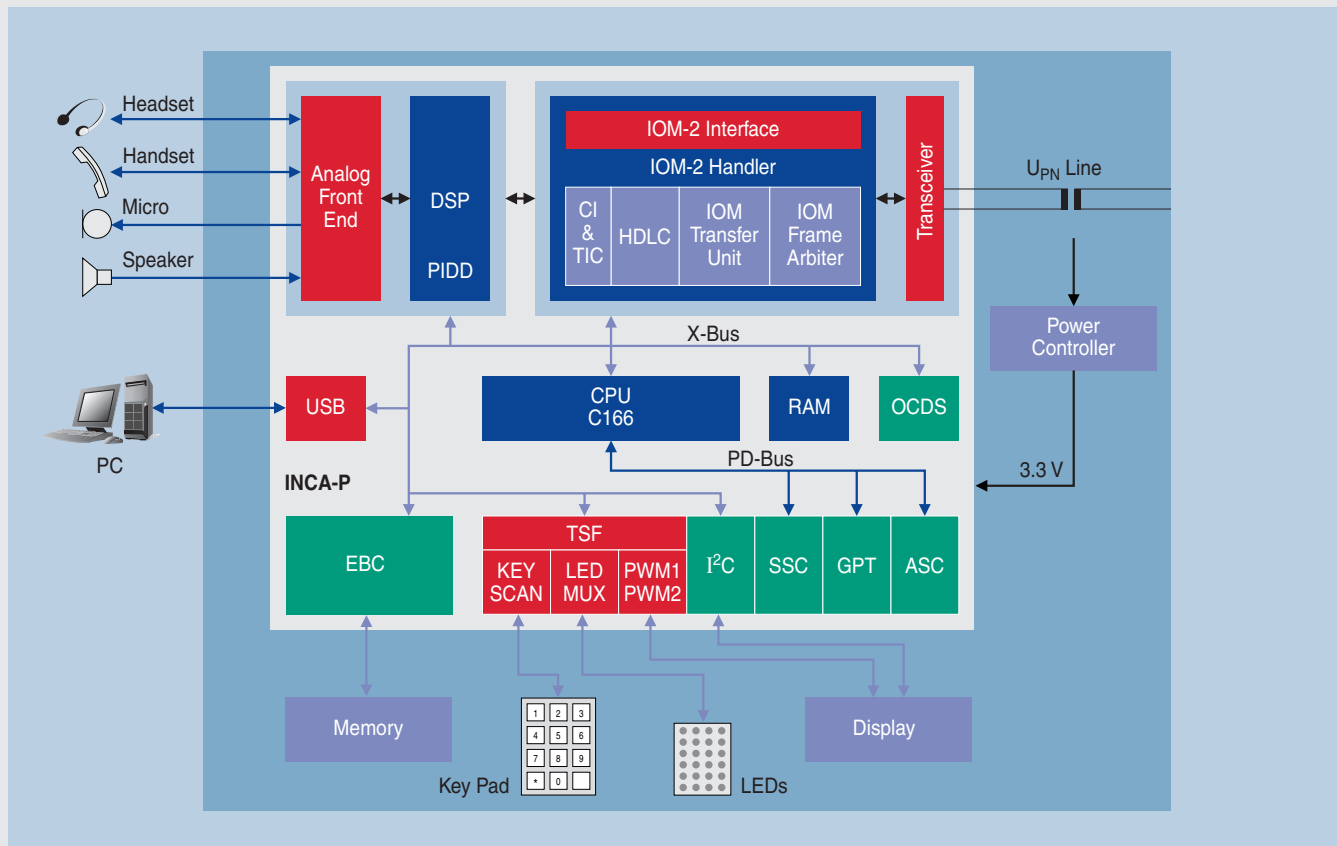 Headset
Handset
Micro
Speaker
Analog
Front
End
DSP
PIDD
IOM-2 Interface
IOM-2 Handler
CI
&
TIC
HDLC
IOM
Transfer
Unit
IOM
Frame
Arbiter
Transceiver
UPN Line
Power
Controller
X-Bus
PC
USB
CPU
C166
RAM
OCDS
PD-Bus
3.3 V
INCA-P
EBC
TSF
KEY
SCAN
LED
MUX
PWM1
PWM2
I²C
SSC
GPT
ASC
Memory
1 2 3
4 5 6
7 8 9
* 0
Key Pad
LEDs
Display